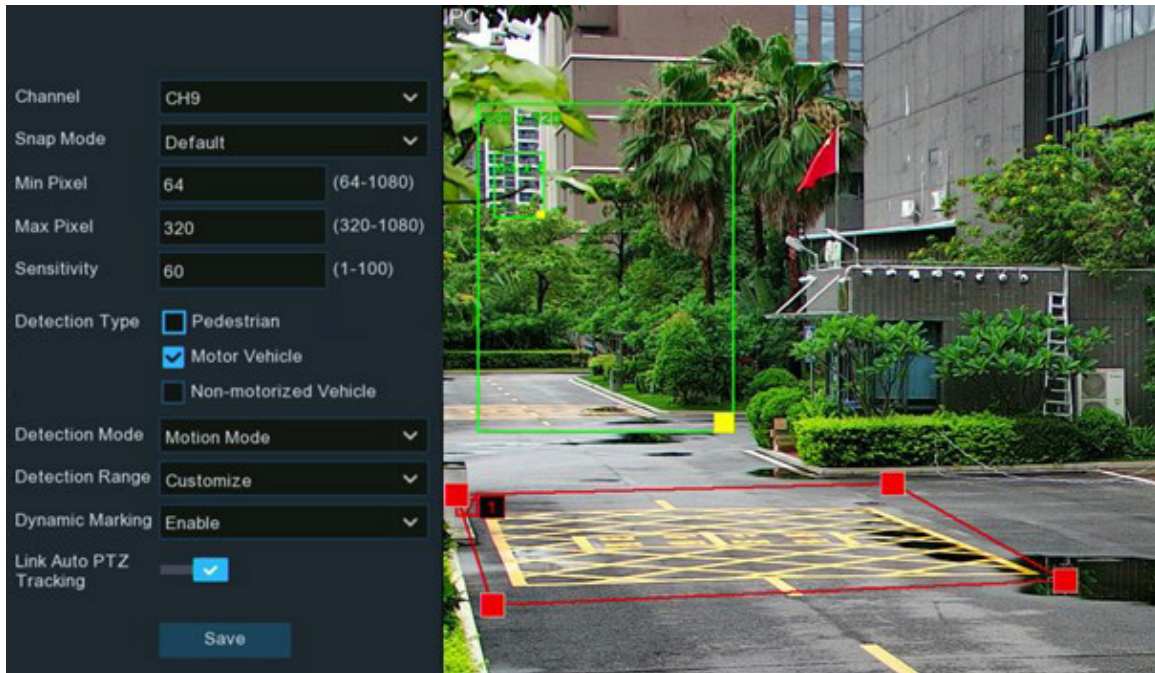 IPC
Channel CH9
Snap Mode Default
Min Pixel 64 (64-1080)
Max Pixel 320 (320-1080)
Sensitivity 60 (1-100)
Detection Type Pedestrian
Motor Vehicle
Non-motorized Vehicle
Detection Mode Motion Mode
Detection Range Customize
Dynamic Marking Enable
Link Auto PTZ
Tracking
Save
1